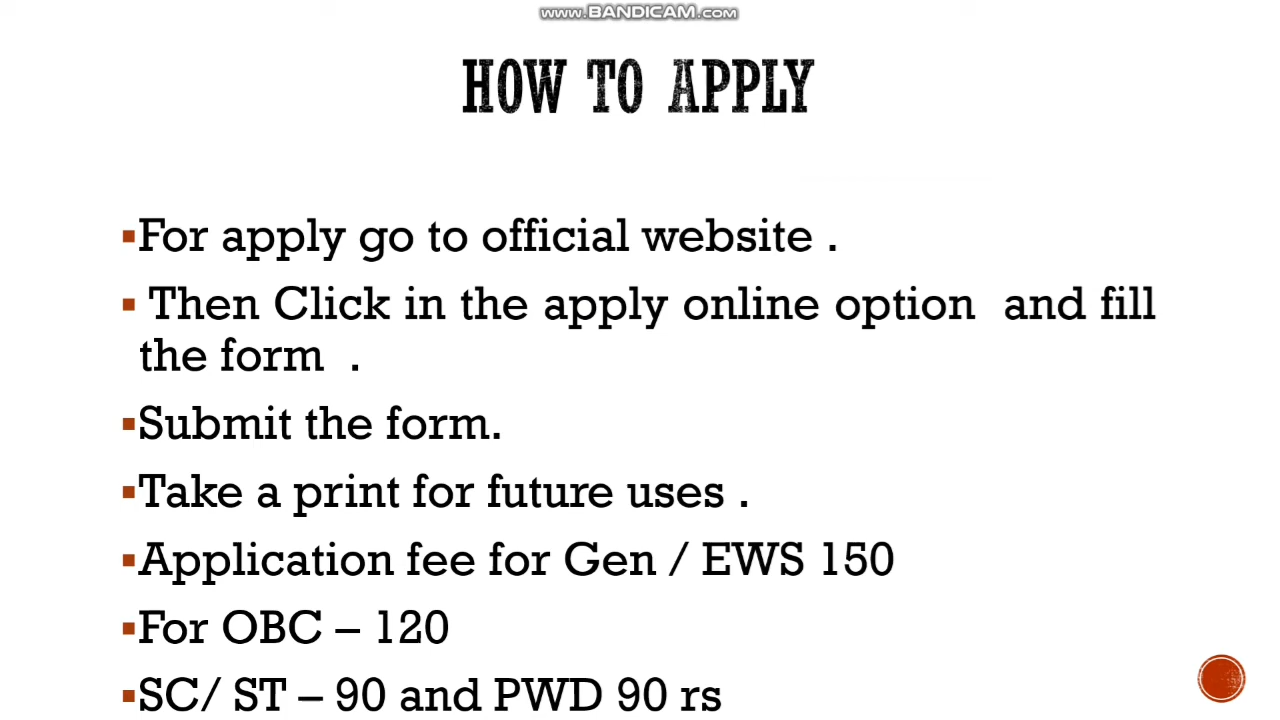 www.BANDICAM.com
HOW TO APPLY
▪For apply go to official website .
▪ Then Click in the apply online option  and fill
the form  .
▪Submit the form.
▪Take a print for future uses .
▪Application fee for Gen / EWS 150
▪For OBC – 120
▪SC/ ST – 90 and PWD 90 rs